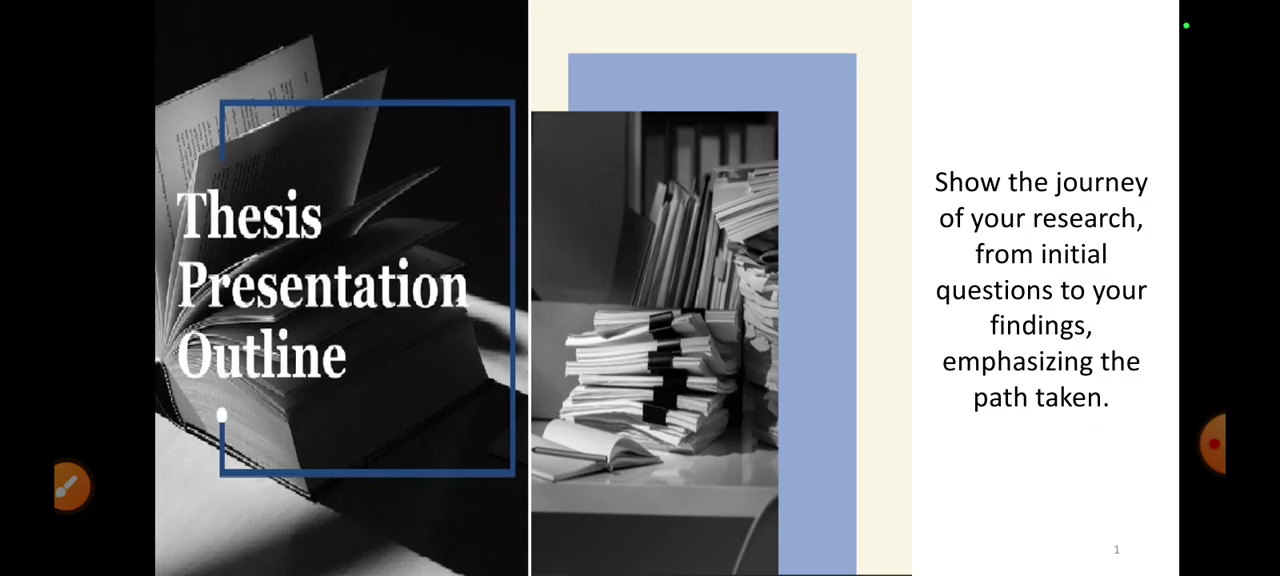 Thesis
Presentation
Outline
Show the journey
of your research,
from initial
questions to your
findings,
emphasizing the
path taken.
1